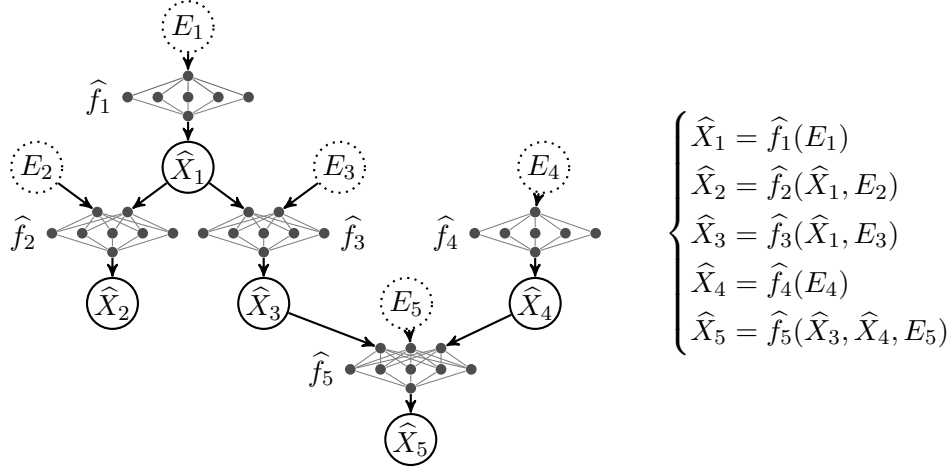 E₁
f̂₁
E₂
X̂₁
E₃
E₄
f̂₂
f̂₃
f̂₄
X̂₂
X̂₃
E₅
X̂₄
f̂₅
X̂₅
X̂₁ = f̂₁(E₁)
X̂₂ = f̂₂(X̂₁, E₂)
X̂₃ = f̂₃(X̂₁, E₃)
X̂₄ = f̂₄(E₄)
X̂₅ = f̂₅(X̂₃, X̂₄, E₅)